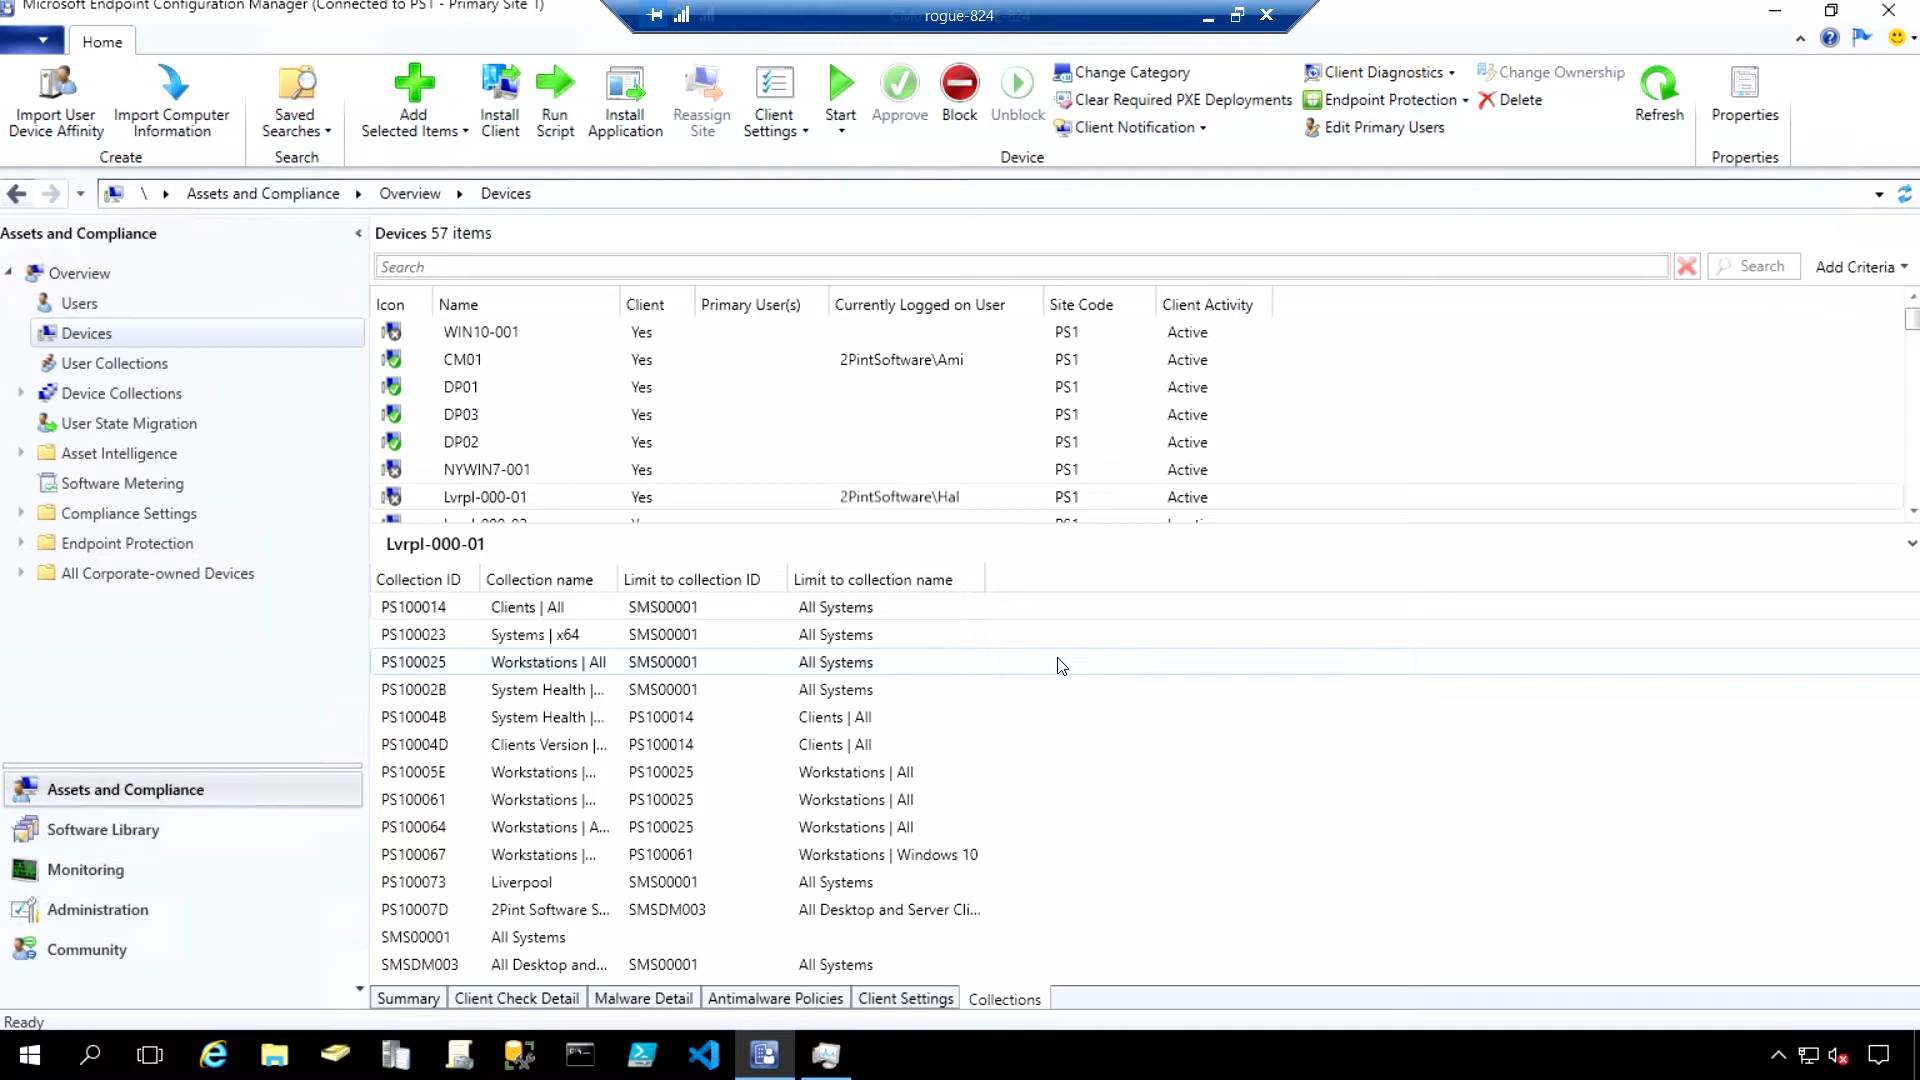 Microsoft Endpoint Configuration Manager (Connected to PS1 - Primary Site 1)
rogue-824
Home
Import User
Device Affinity
Import Computer
Information
Create
Saved
Searches
Search
Add
Selected Items
Install
Client
Run
Script
Install
Application
Reassign
Site
Client
Settings
Start
Approve
Block
Unblock
Change Category
Clear Required PXE Deployments
Client Notification
Client Diagnostics
Endpoint Protection
Edit Primary Users
Change Ownership
Delete
Device
Refresh
Properties
Properties
\ Assets and Compliance Overview Devices
Assets and Compliance
Overview
Users
Devices
User Collections
Device Collections
User State Migration
Asset Intelligence
Software Metering
Compliance Settings
Endpoint Protection
All Corporate-owned Devices
Assets and Compliance
Software Library
Monitoring
Administration
Community
Devices 57 items
Search
Search
Add Criteria
Icon Name Client Primary User(s) Currently Logged on User Site Code Client Activity
WIN10-001 Yes PS1 Active
CM01 Yes 2PintSoftware\Ami PS1 Active
DP01 Yes PS1 Active
DP03 Yes PS1 Active
DP02 Yes PS1 Active
NYWIN7-001 Yes PS1 Active
Lvrpl-000-01 Yes 2PintSoftware\Hal PS1 Active
Lvrpl-000-01
Collection ID Collection name Limit to collection ID Limit to collection name
PS100014 Clients | All SMS00001 All Systems
PS100023 Systems | x64 SMS00001 All Systems
PS100025 Workstations | All SMS00001 All Systems
PS10002B System Health |... SMS00001 All Systems
PS10004B System Health |... PS100014 Clients | All
PS10004D Clients Version |... PS100014 Clients | All
PS10005E Workstations |... PS100025 Workstations | All
PS100061 Workstations |... PS100025 Workstations | All
PS100064 Workstations | A... PS100025 Workstations | All
PS100067 Workstations |... PS100061 Workstations | Windows 10
PS100073 Liverpool SMS00001 All Systems
PS10007D 2Pint Software S... SMSDM003 All Desktop and Server Cli...
SMS00001 All Systems
SMSDM003 All Desktop and... SMS00001 All Systems
Summary Client Check Detail Malware Detail Antimalware Policies Client Settings Collections
Ready